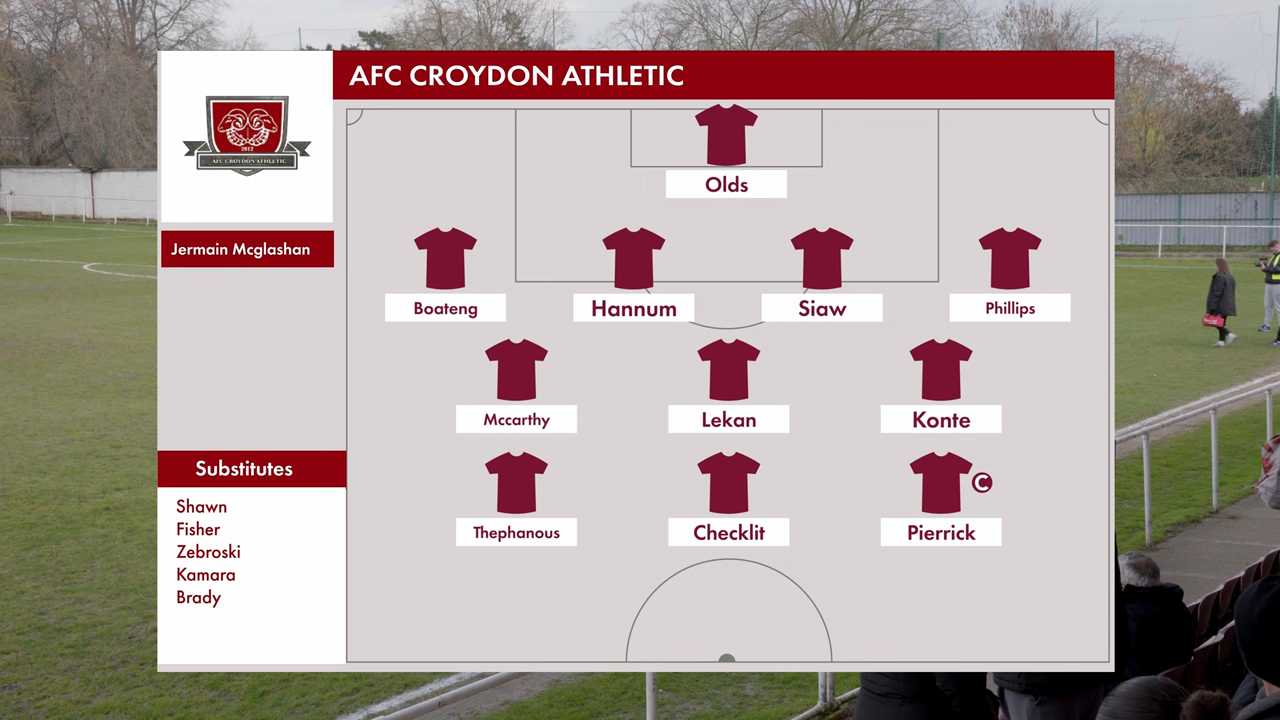 AFC CROYDON ATHLETIC
2012
AFC CROYDON ATHLETIC
Jermain Mcglashan
Olds
Boateng
Hannum
Siaw
Phillips
Mccarthy
Lekan
Konte
Thephanous
Checklit
Pierrick
C
Substitutes
Shawn
Fisher
Zebroski
Kamara
Brady